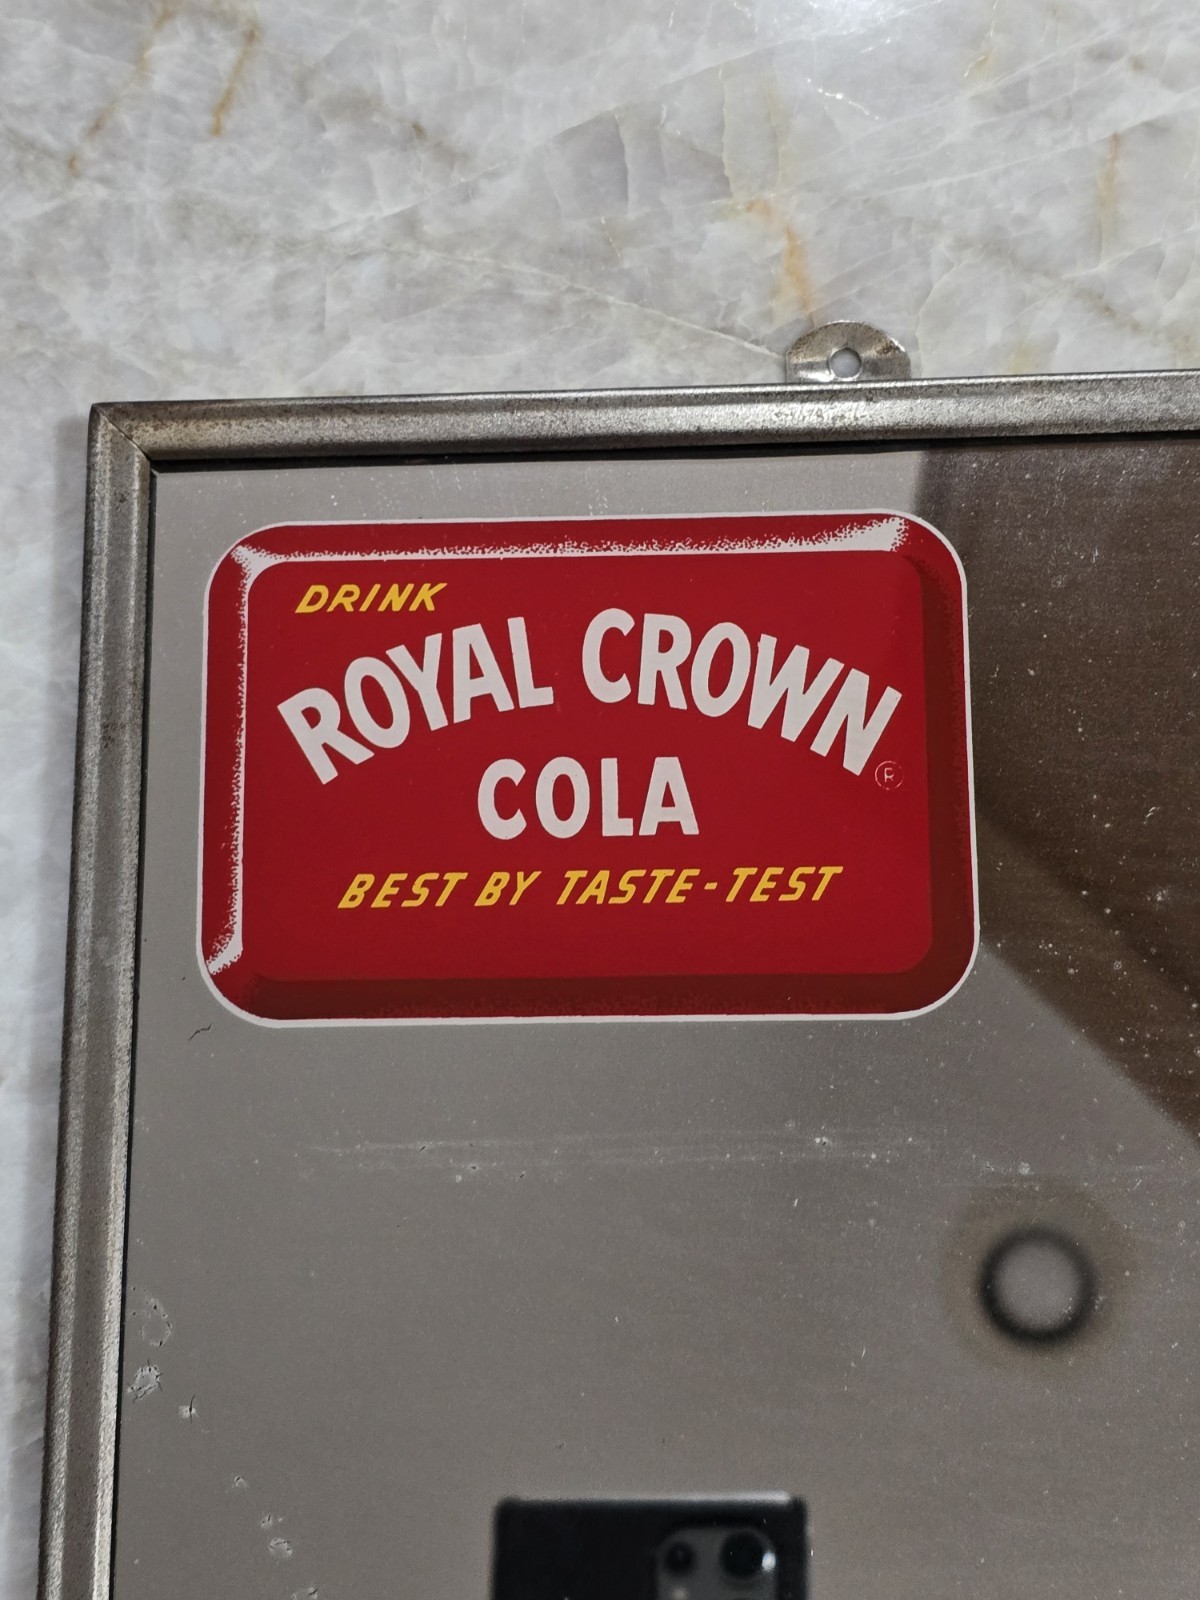 DRINK
ROYAL CROWN ®
COLA
BEST BY TASTE-TEST